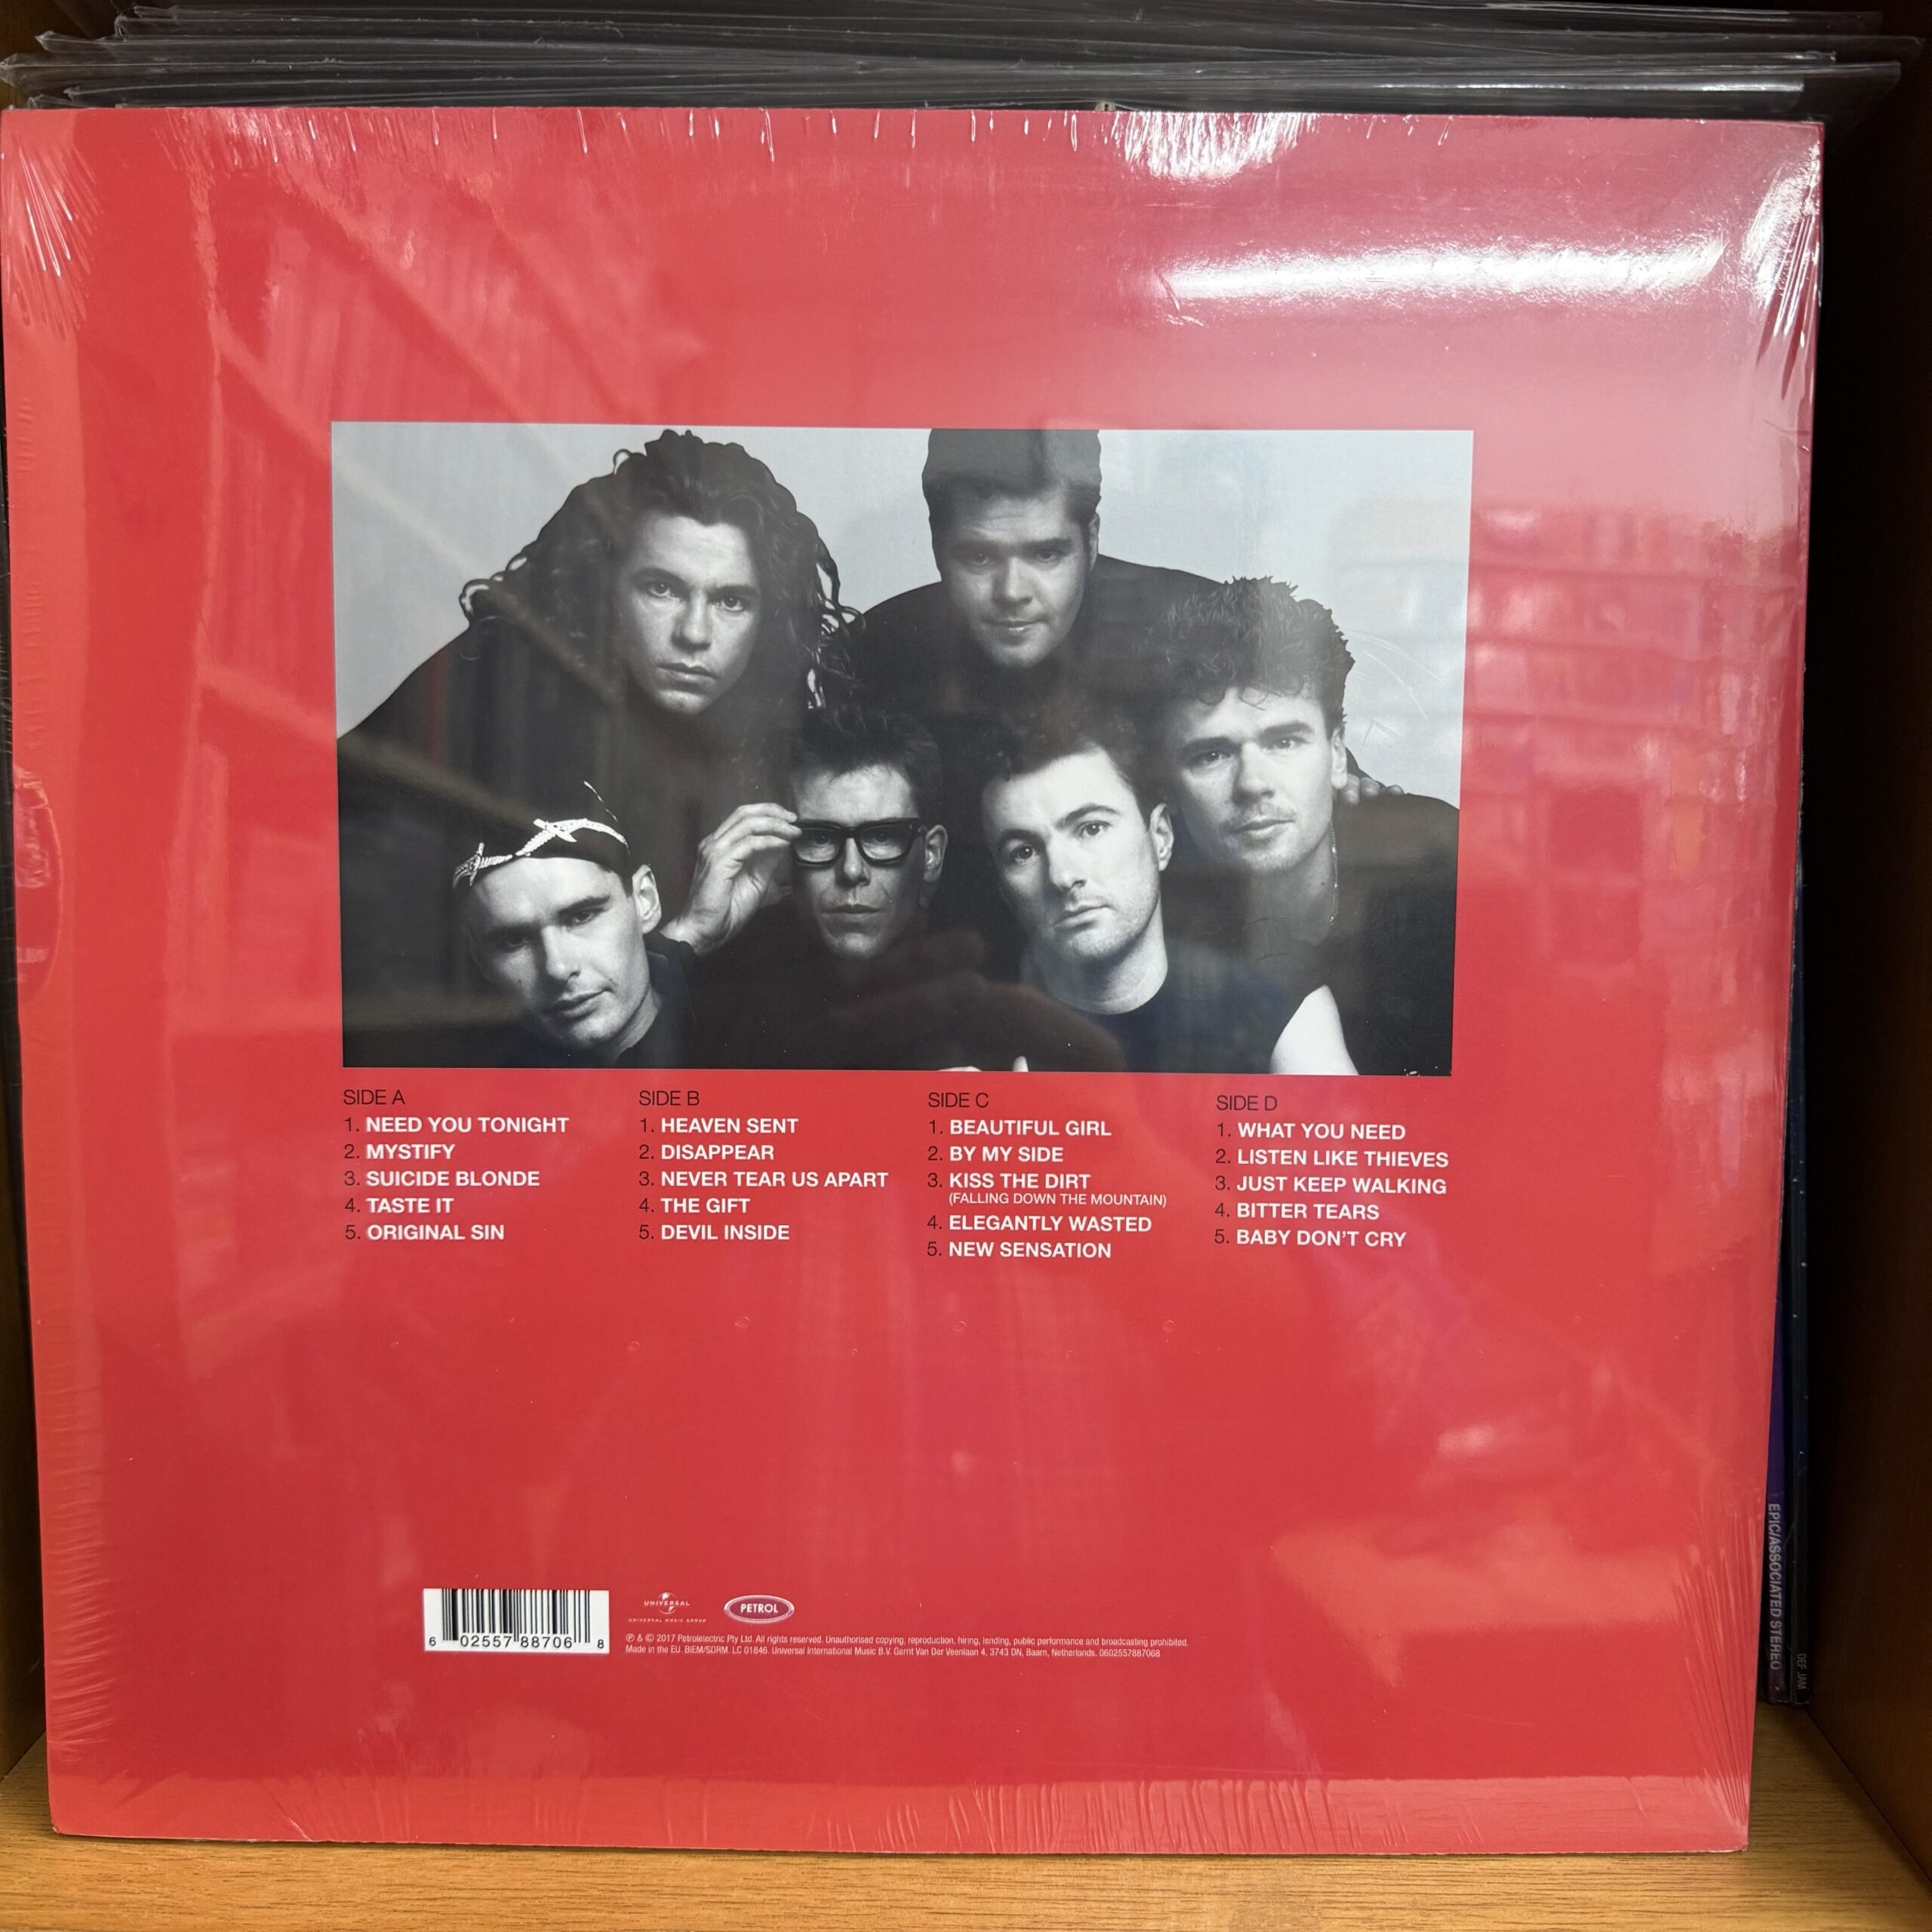 SIDE A
1. NEED YOU TONIGHT
2. MYSTIFY
3. SUICIDE BLONDE
4. TASTE IT
5. ORIGINAL SIN
SIDE B
1. HEAVEN SENT
2. DISAPPEAR
3. NEVER TEAR US APART
4. THE GIFT
5. DEVIL INSIDE
SIDE C
1. BEAUTIFUL GIRL
2. BY MY SIDE
3. KISS THE DIRT
(FALLING DOWN THE MOUNTAIN)
4. ELEGANTLY WASTED
5. NEW SENSATION
SIDE D
1. WHAT YOU NEED
2. LISTEN LIKE THIEVES
3. JUST KEEP WALKING
4. BITTER TEARS
5. BABY DON'T CRY
6 02557 88706 8
UNIVERSAL
UNIVERSAL MUSIC GROUP
PETROL
℗ & © 2017 Petrolelectric Pty Ltd. All rights reserved. Unauthorised copying, reproduction, hiring, lending, public performance and broadcasting prohibited.
Made in the EU. BIEM/SDRM. LC 01846. Universal International Music B.V. Gerrit Van Der Veenlaan 4, 3743 DN, Baarn, Netherlands. 0602557887068
EPIC/ASSOCIATED STEREO
DEF JAM